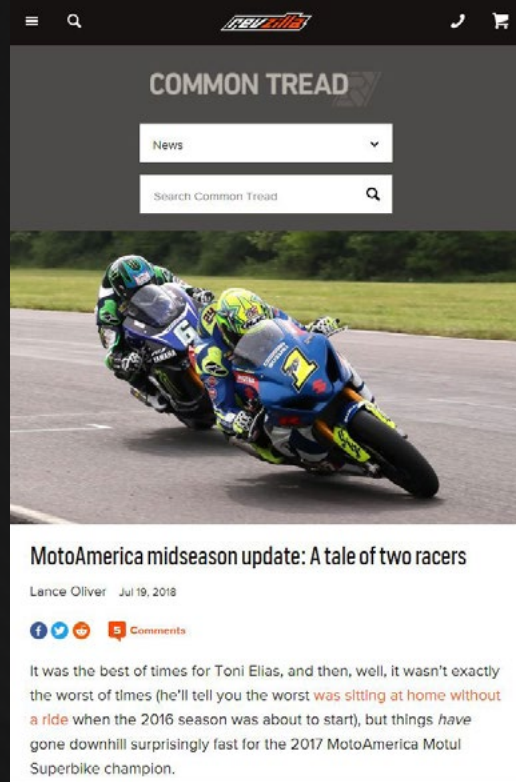 revzilla
COMMON TREAD
News
Search Common Tread
6
YAMAHA
1
MotoAmerica midseason update: A tale of two racers
Lance Oliver Jul 19, 2018
5 Comments
It was the best of times for Toni Elias, and then, well, it wasn't exactly
the worst of times (he'll tell you the worst was sitting at home without
a ride when the 2016 season was about to start), but things have
gone downhill surprisingly fast for the 2017 MotoAmerica Motul
Superbike champion.